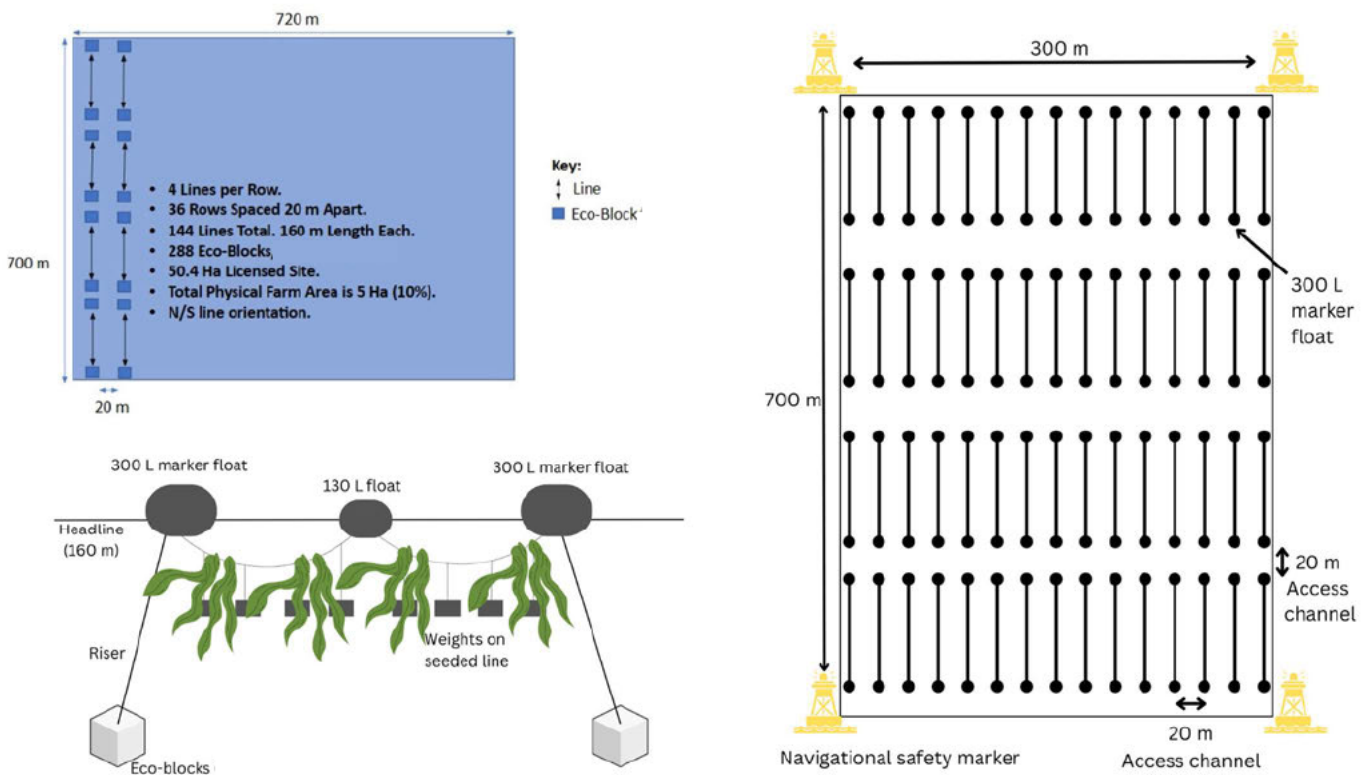 720 m
700 m
• 4 Lines per Row.
• 36 Rows Spaced 20 m Apart.
• 144 Lines Total. 160 m Length Each.
• 288 Eco-Blocks,
• 50.4 Ha Licensed Site.
• Total Physical Farm Area is 5 Ha (10%).
• N/S line orientation.
20 m
Key:
Line
Eco-Block
300 L marker float
130 L float
300 L marker float
Headline
(160 m)
Riser
Weights on
seeded line
Eco-blocks
300 m
700 m
300 L
marker
float
20 m
Access
channel
20 m
Navigational safety marker
Access channel